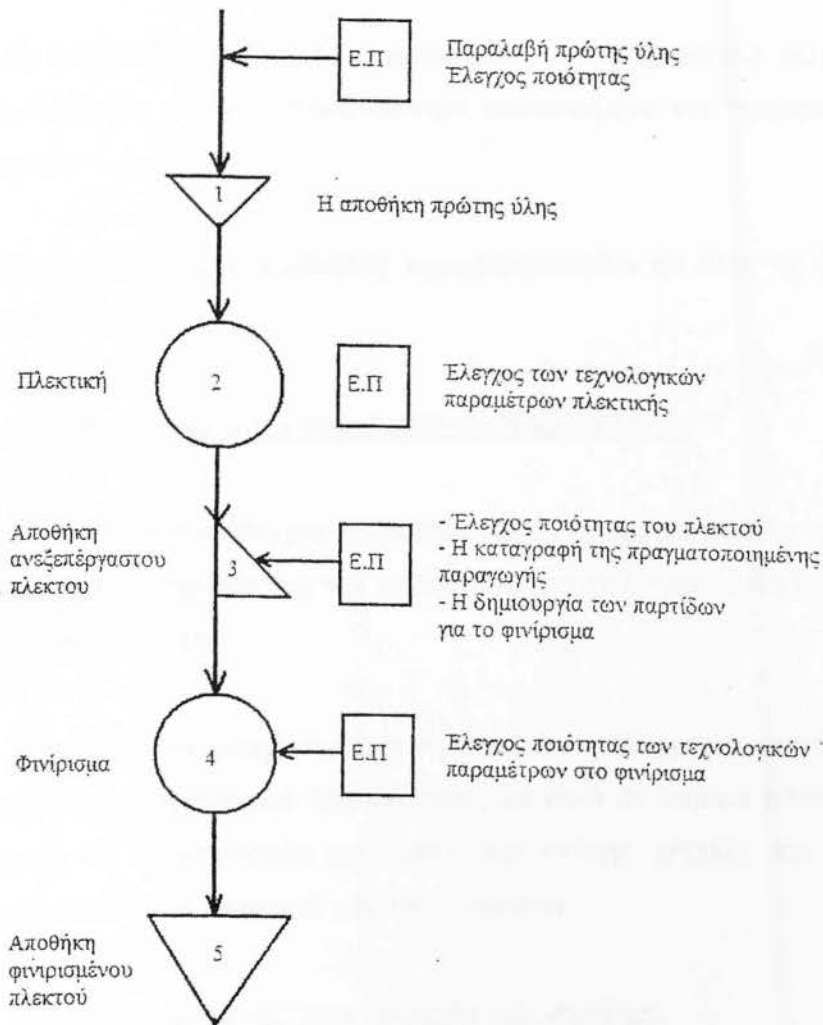 Ε.Π
Παραλαβή πρώτης ύλης
Έλεγχος ποιότητας
1
Η αποθήκη πρώτης ύλης
Πλεκτική
2
Ε.Π
Έλεγχος των τεχνολογικών
παραμέτρων πλεκτικής
Αποθήκη
ανεξεπέργαστου
πλεκτου
3
Ε.Π
- Έλεγχος ποιότητας του πλεκτού
- Η καταγραφή της πραγματοποιημένης
παραγωγής
- Η δημιουργία των παρτίδων
για το φινίρισμα
Φινίρισμα
4
Ε.Π
Έλεγχος ποιότητας των τεχνολογικών
παραμέτρων στο φινίρισμα
Αποθήκη
φινιρισμένου
πλεκτού
5